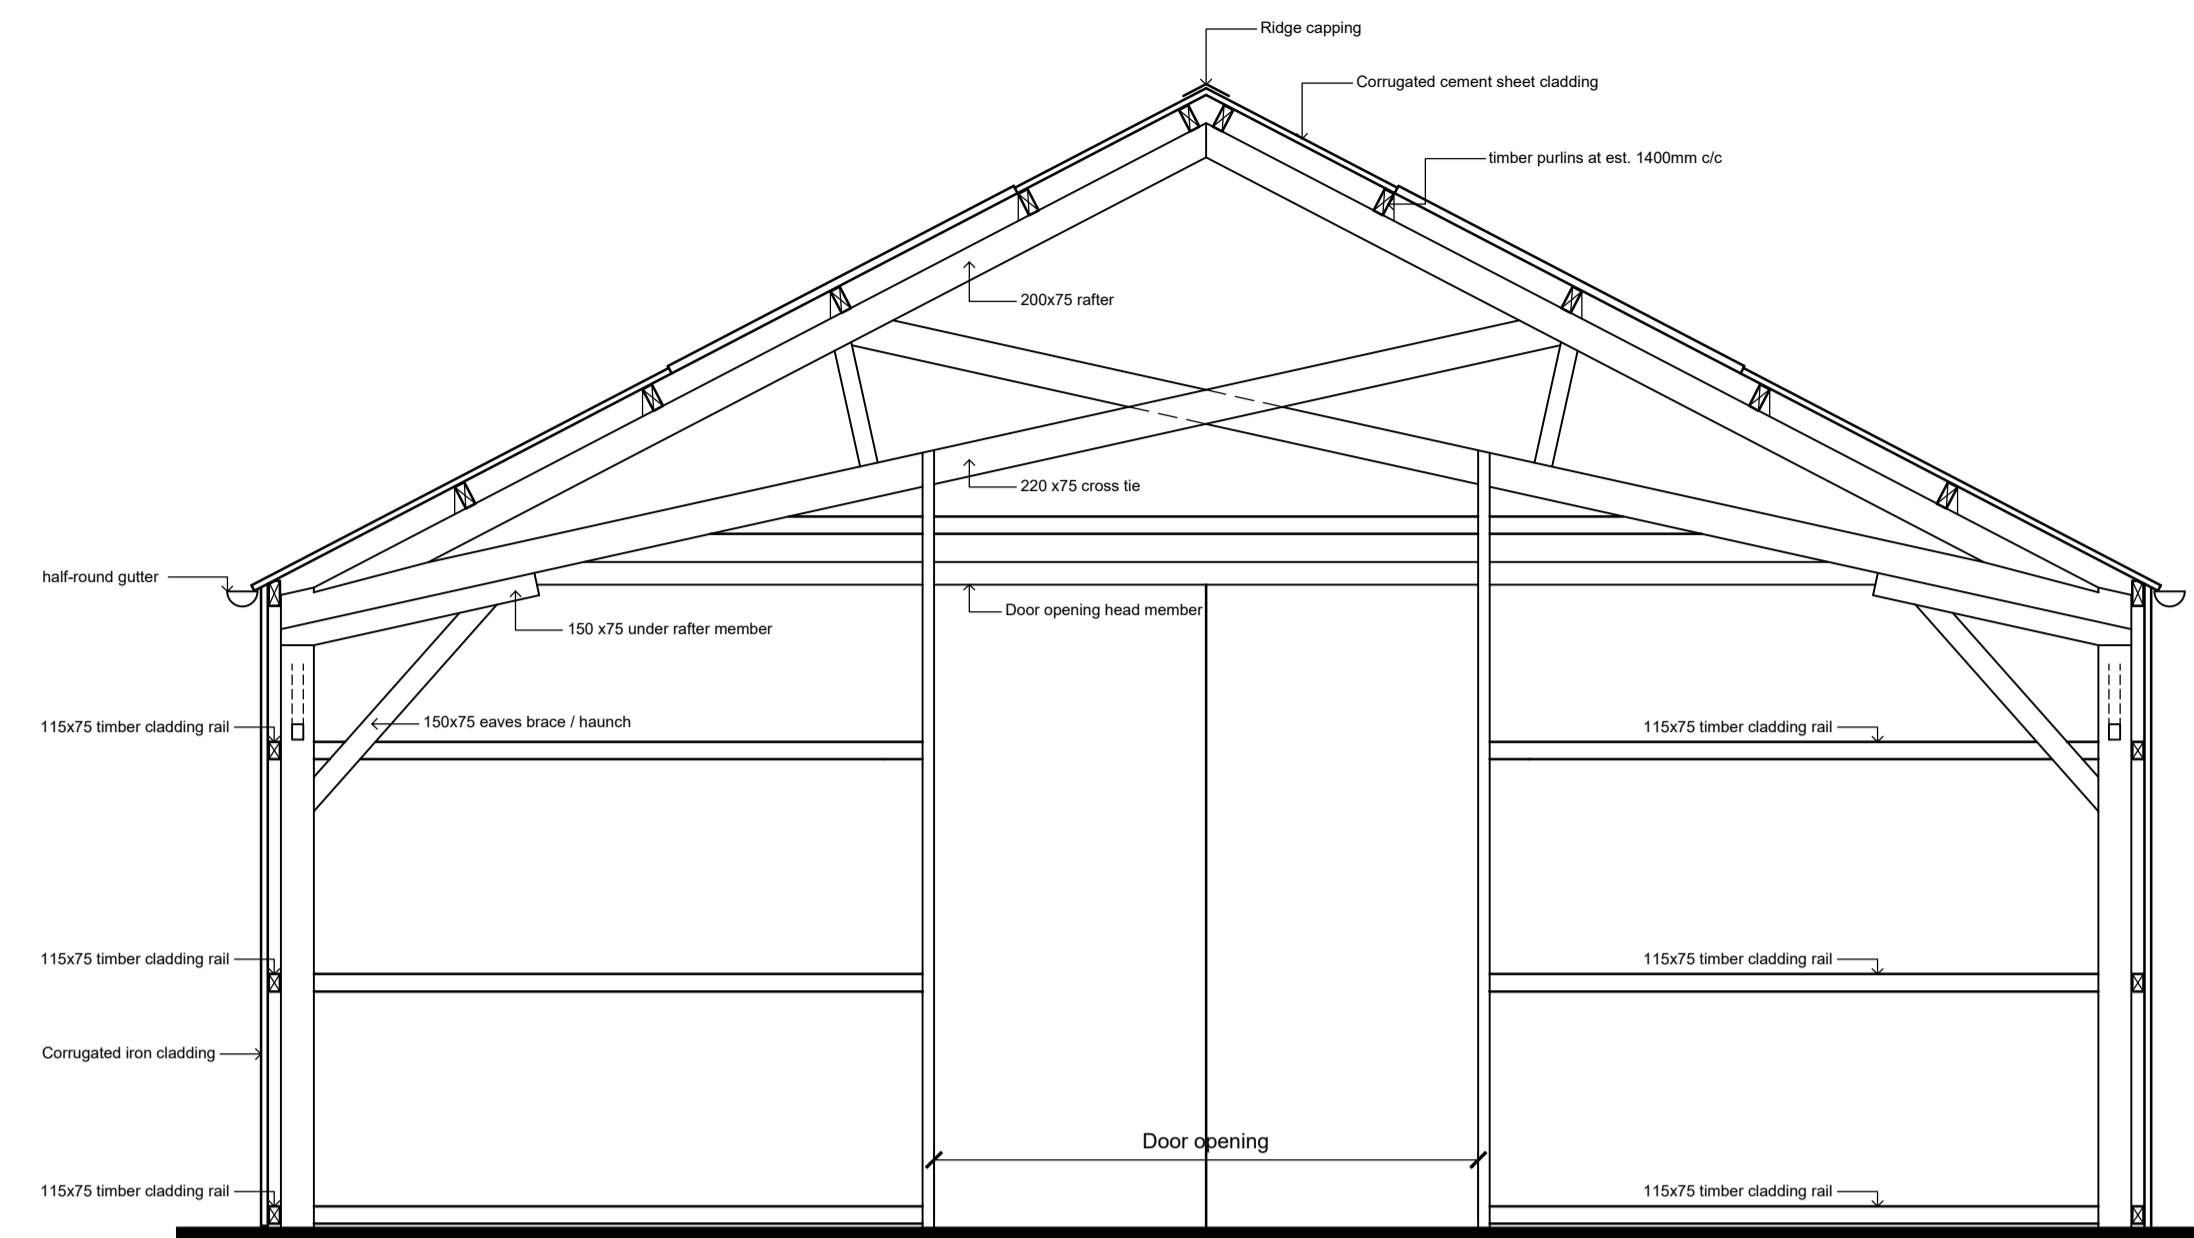 Ridge capping
Corrugated cement sheet cladding
timber purlins at est. 1400mm c/c
200x75 rafter
220 x75 cross tie
half-round gutter
Door opening head member
150 x75 under rafter member
150x75 eaves brace / haunch
115x75 timber cladding rail
115x75 timber cladding rail
115x75 timber cladding rail
115x75 timber cladding rail
Corrugated iron cladding
Door opening
115x75 timber cladding rail
115x75 timber cladding rail